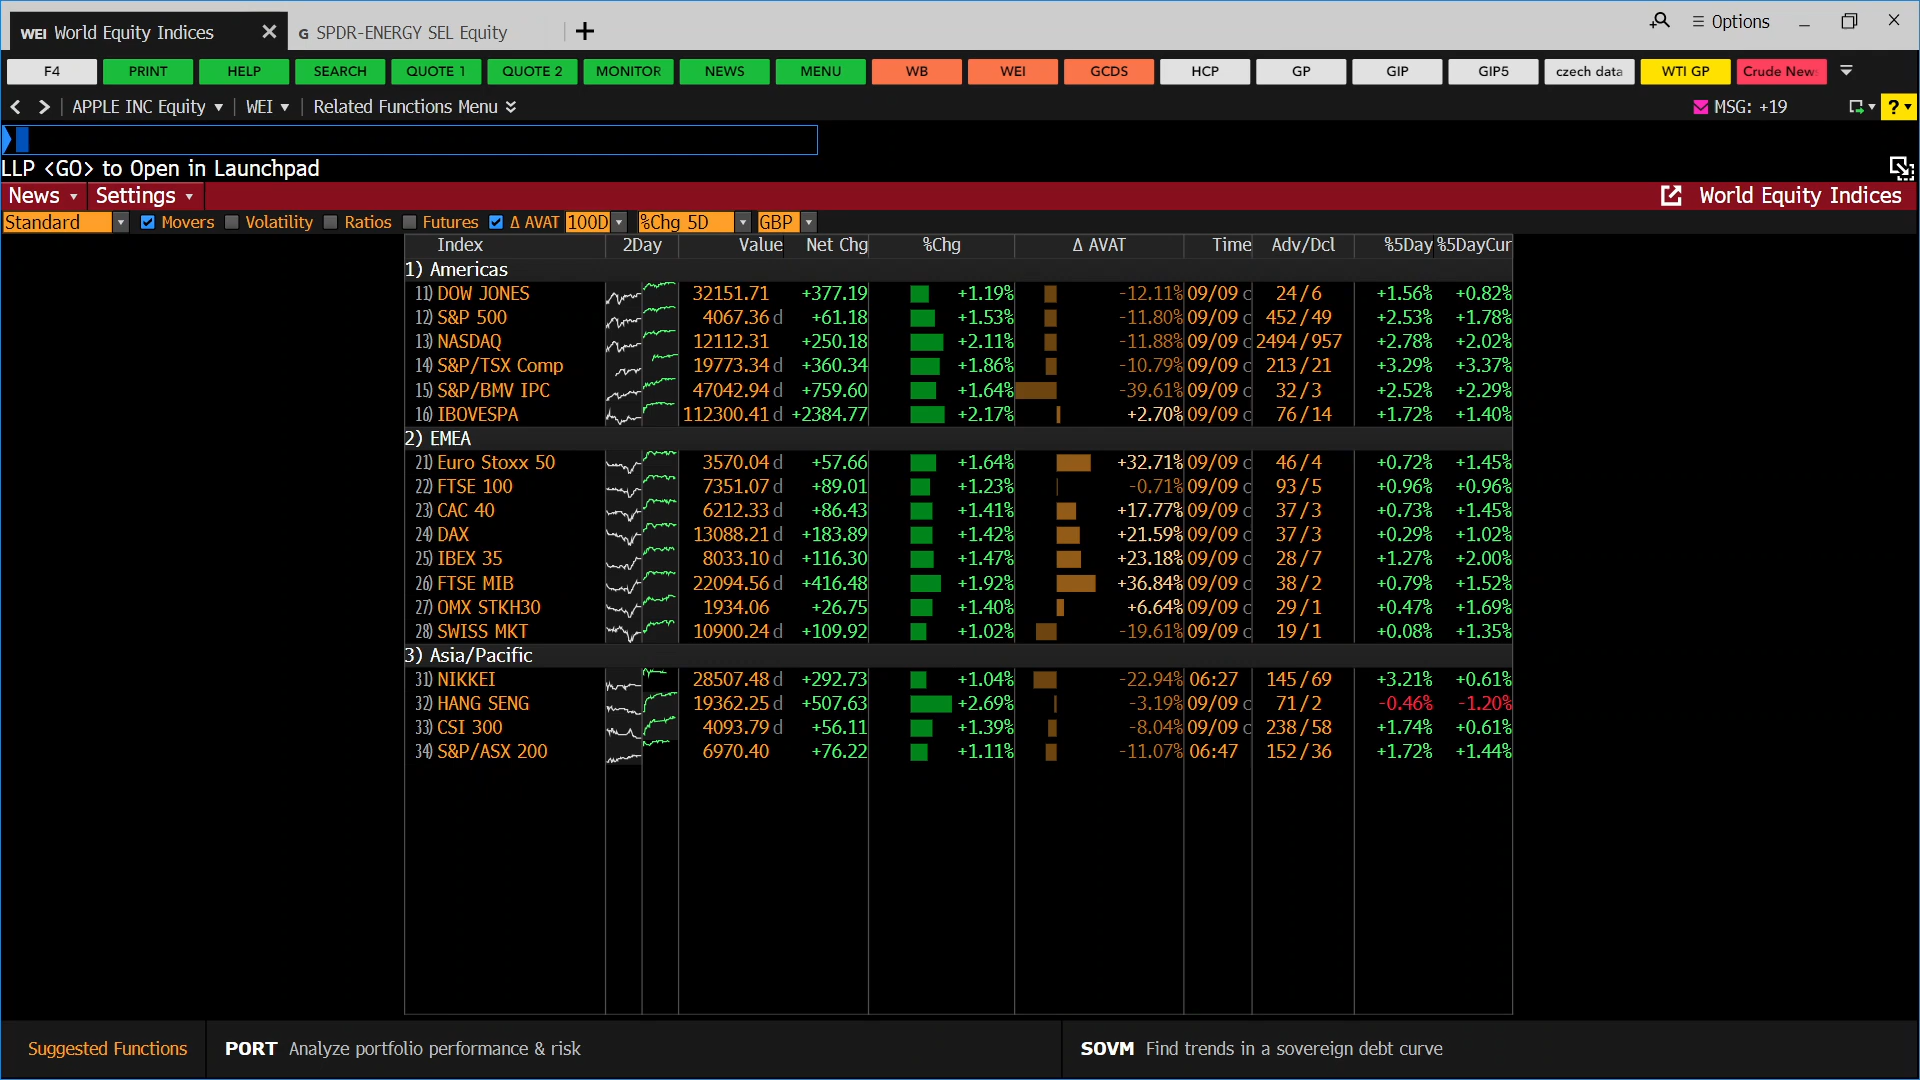 WEI World Equity Indices
G SPDR-ENERGY SEL Equity
Options
F4 PRINT HELP SEARCH QUOTE 1 QUOTE 2 MONITOR NEWS MENU WB WEI GCDS HCP GP GIP GIP5 czech data WTI GP Crude New
APPLE INC Equity WEI Related Functions Menu MSG: +19 ?
LLP <GO> to Open in Launchpad
News Settings World Equity Indices
Standard Movers Volatility Ratios Futures Δ AVAT 100D %Chg 5D GBP
Index 2Day Value Net Chg %Chg Δ AVAT Time Adv/Dcl %5Day %5DayCur
1) Americas
11) DOW JONES 32151.71 +377.19 +1.19% -12.11% 09/09 c 24/6 +1.56% +0.82%
12) S&P 500 4067.36 d +61.18 +1.53% -11.80% 09/09 c 452/49 +2.53% +1.78%
13) NASDAQ 12112.31 +250.18 +2.11% -11.88% 09/09 c 2494/957 +2.78% +2.02%
14) S&P/TSX Comp 19773.34 d +360.34 +1.86% -10.79% 09/09 c 213/21 +3.29% +3.37%
15) S&P/BMV IPC 47042.94 d +759.60 +1.64% -39.61% 09/09 c 32/3 +2.52% +2.29%
16) IBOVESPA 112300.41 d +2384.77 +2.17% +2.70% 09/09 c 76/14 +1.72% +1.40%
2) EMEA
21) Euro Stoxx 50 3570.04 d +57.66 +1.64% +32.71% 09/09 c 46/4 +0.72% +1.45%
22) FTSE 100 7351.07 d +89.01 +1.23% -0.71% 09/09 c 93/5 +0.96% +0.96%
23) CAC 40 6212.33 d +86.43 +1.41% +17.77% 09/09 c 37/3 +0.73% +1.45%
24) DAX 13088.21 d +183.89 +1.42% +21.59% 09/09 c 37/3 +0.29% +1.02%
25) IBEX 35 8033.10 d +116.30 +1.47% +23.18% 09/09 c 28/7 +1.27% +2.00%
26) FTSE MIB 22094.56 d +416.48 +1.92% +36.84% 09/09 c 38/2 +0.79% +1.52%
27) OMX STKH30 1934.06 +26.75 +1.40% +6.64% 09/09 c 29/1 +0.47% +1.69%
28) SWISS MKT 10900.24 d +109.92 +1.02% -19.61% 09/09 c 19/1 +0.08% +1.35%
3) Asia/Pacific
31) NIKKEI 28507.48 d +292.73 +1.04% -22.94% 06:27 145/69 +3.21% +0.61%
32) HANG SENG 19362.25 d +507.63 +2.69% -3.19% 09/09 c 71/2 -0.46% -1.20%
33) CSI 300 4093.79 d +56.11 +1.39% -8.04% 09/09 c 238/58 +1.74% +0.61%
34) S&P/ASX 200 6970.40 +76.22 +1.11% -11.07% 06:47 152/36 +1.72% +1.44%
Suggested Functions PORT Analyze portfolio performance & risk SOVM Find trends in a sovereign debt curve